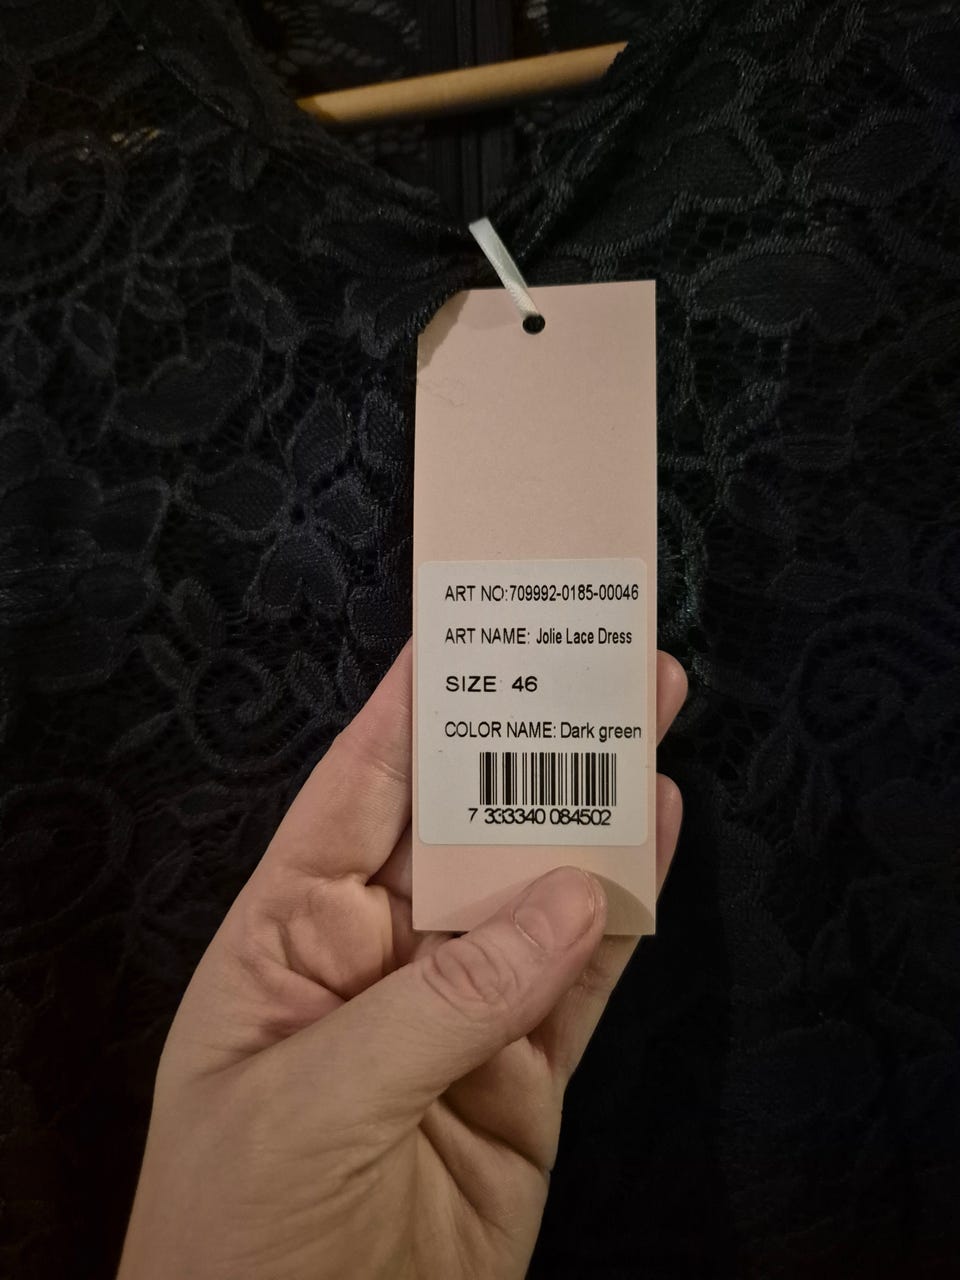 ART NO:709992-0185-00046
ART NAME: Jolie Lace Dress
SIZE: 46
COLOR NAME: Dark green
7 333340 084502